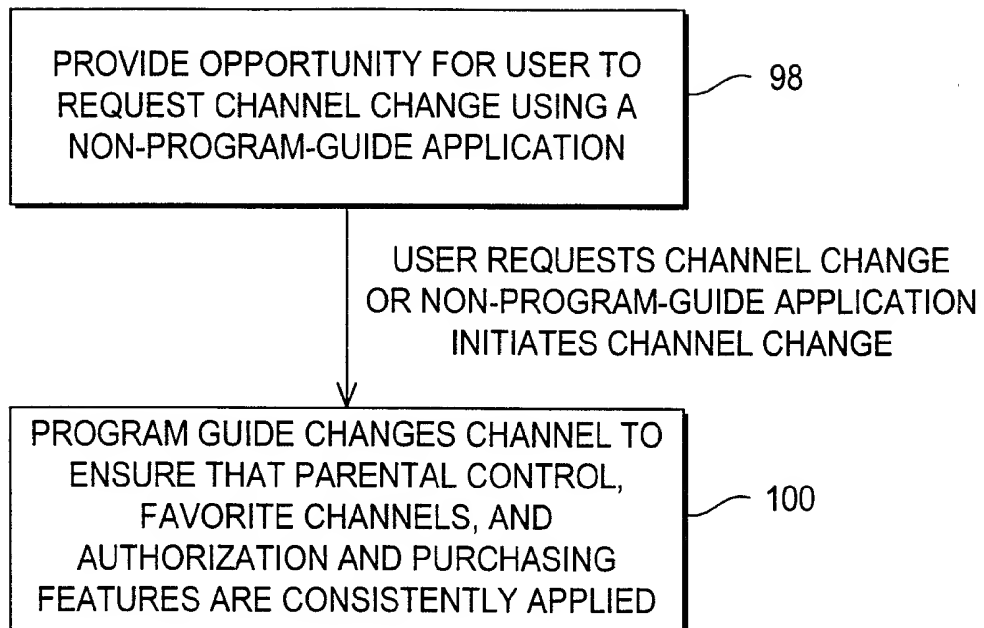 PROVIDE OPPORTUNITY FOR USER TO
REQUEST CHANNEL CHANGE USING A
NON-PROGRAM-GUIDE APPLICATION
98
USER REQUESTS CHANNEL CHANGE
OR NON-PROGRAM-GUIDE APPLICATION
INITIATES CHANNEL CHANGE
PROGRAM GUIDE CHANGES CHANNEL TO
ENSURE THAT PARENTAL CONTROL,
FAVORITE CHANNELS, AND
AUTHORIZATION AND PURCHASING
FEATURES ARE CONSISTENTLY APPLIED
100